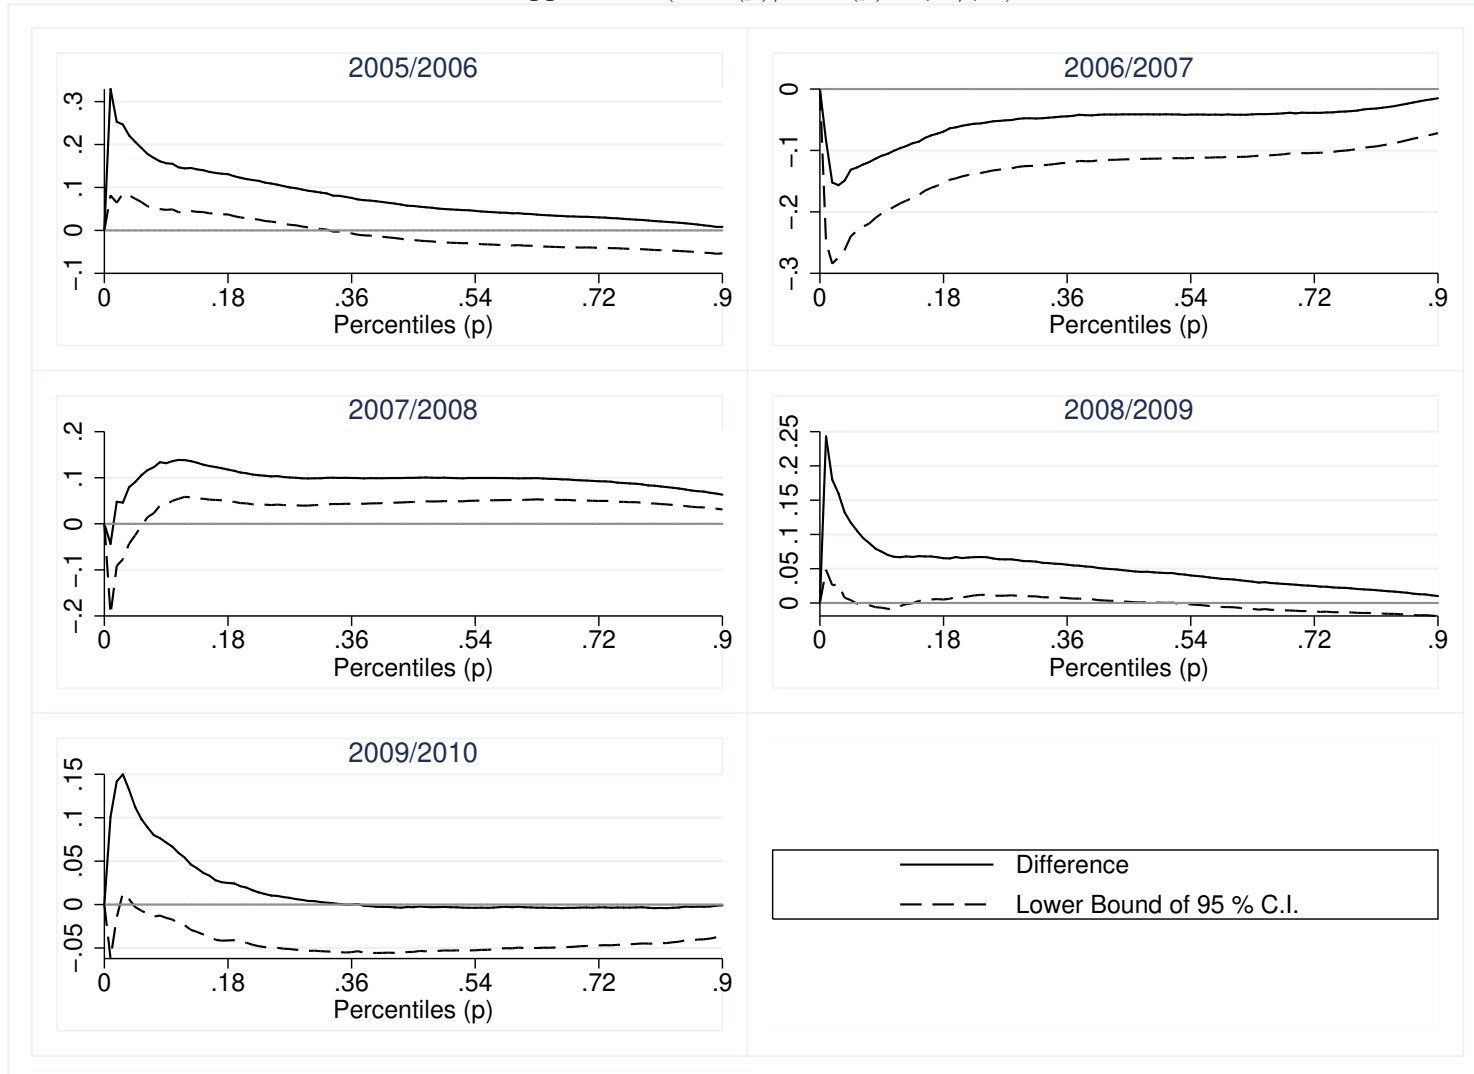 2005/2006
.3
.2
.1
0
−.1
0 .18 .36 .54 .72 .9
Percentiles (p)
2006/2007
0
−.1
−.2
−.3
0 .18 .36 .54 .72 .9
Percentiles (p)
2007/2008
.2
.1
0
−.1
−.2
0 .18 .36 .54 .72 .9
Percentiles (p)
2008/2009
.25
.2
.15
.1
.05
0
0 .18 .36 .54 .72 .9
Percentiles (p)
2009/2010
.15
.1
.05
0
−.05
0 .18 .36 .54 .72 .9
Percentiles (p)
Difference
Lower Bound of 95 % C.I.